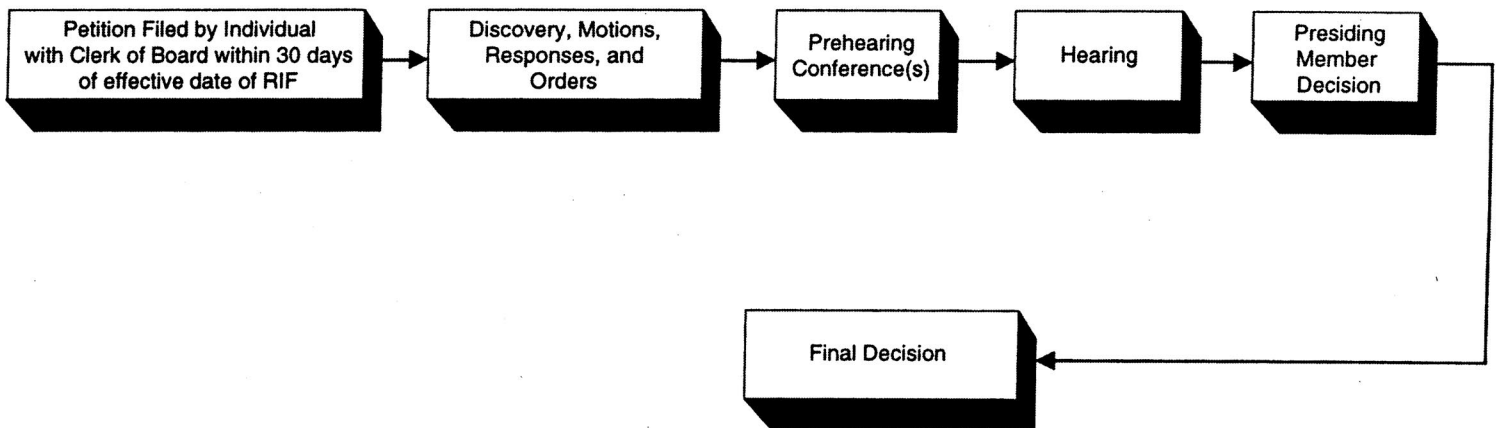 Petition Filed by Individual
with Clerk of Board within 30 days
of effective date of RIF
Discovery, Motions,
Responses, and
Orders
Prehearing
Conference(s)
Hearing
Presiding
Member
Decision
Final Decision